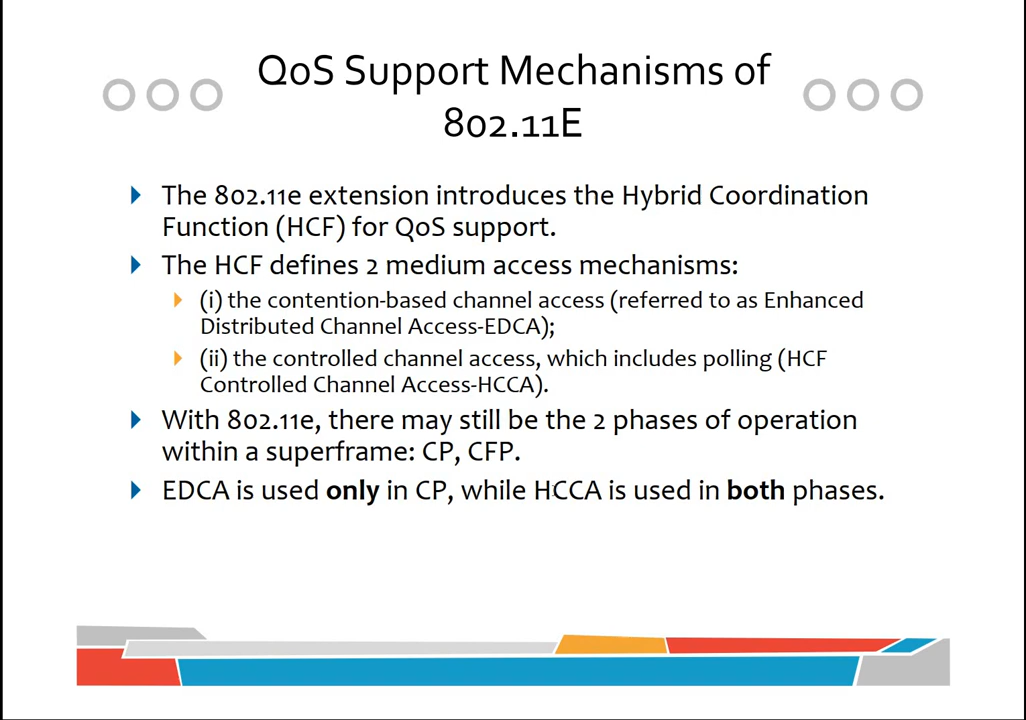 QoS Support Mechanisms of
802.11E
The 802.11e extension introduces the Hybrid Coordination
Function (HCF) for QoS support.
The HCF defines 2 medium access mechanisms:
(i) the contention-based channel access (referred to as Enhanced
Distributed Channel Access-EDCA);
(ii) the controlled channel access, which includes polling (HCF
Controlled Channel Access-HCCA).
With 802.11e, there may still be the 2 phases of operation
within a superframe: CP, CFP.
EDCA is used only in CP, while HCCA is used in both phases.